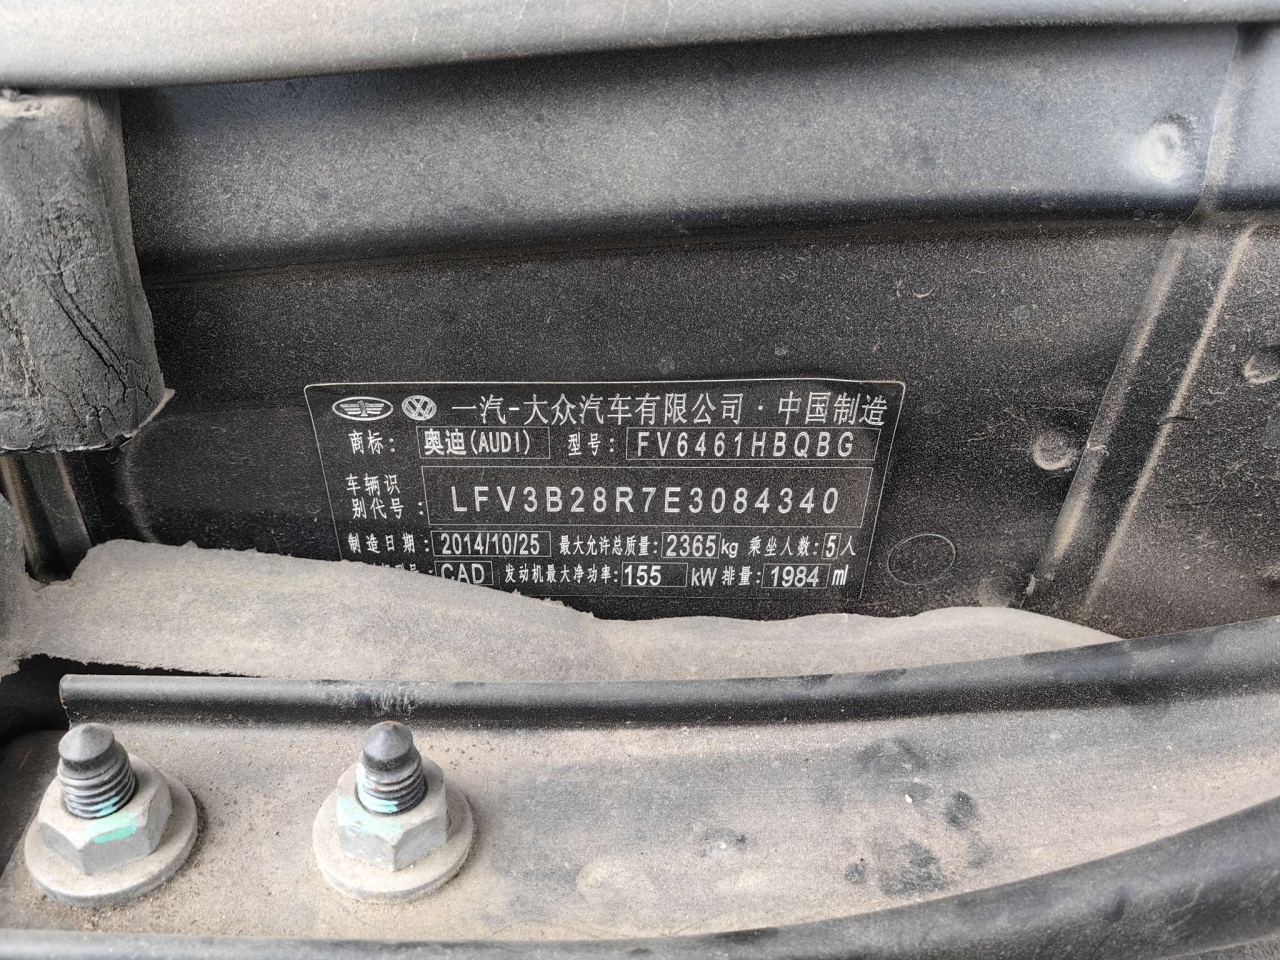 一汽-大众汽车有限公司·中国制造
商标: 奥迪(AUDI) 型号: FV6461HBQBG
车辆识别代号: LFV3B28R7E3084340
制造日期: 2014/10/25 最大允许总质量: 2365kg 乘坐人数: 5人
CAD 发动机最大净功率: 155 kW 排量: 1984 ml